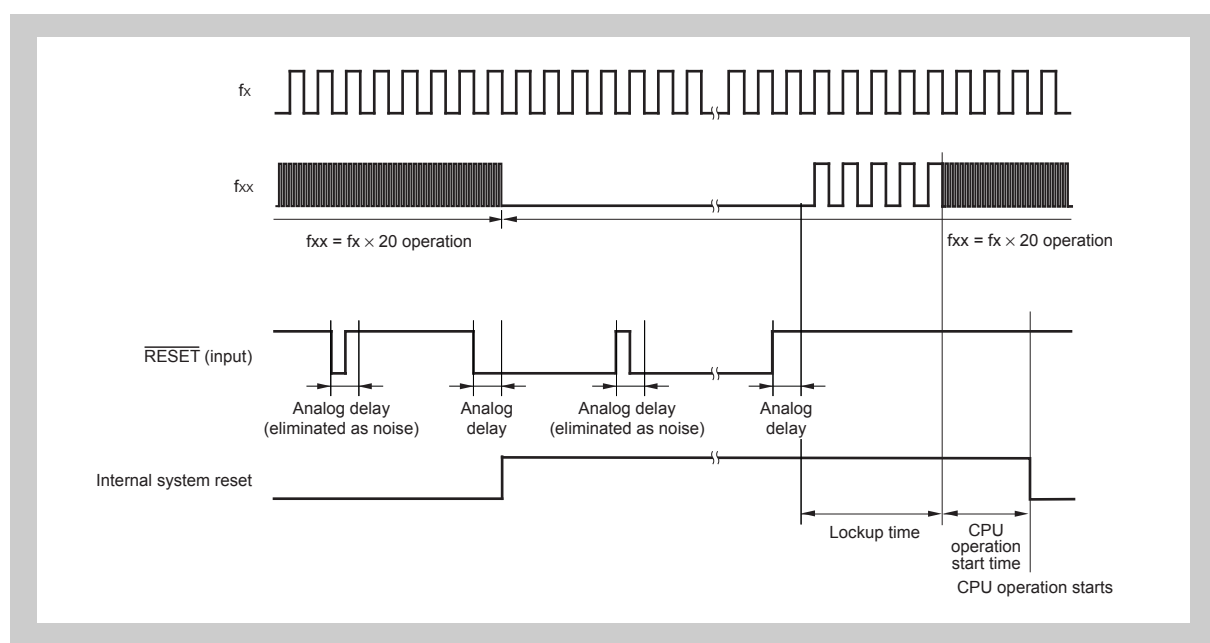 fx
fxx
fxx = fx × 20 operation
fxx = fx × 20 operation
RESET (input)
Analog delay
(eliminated as noise)
Analog
delay
Analog delay
(eliminated as noise)
Analog
delay
Internal system reset
Lockup time
CPU
operation
start time
CPU operation starts